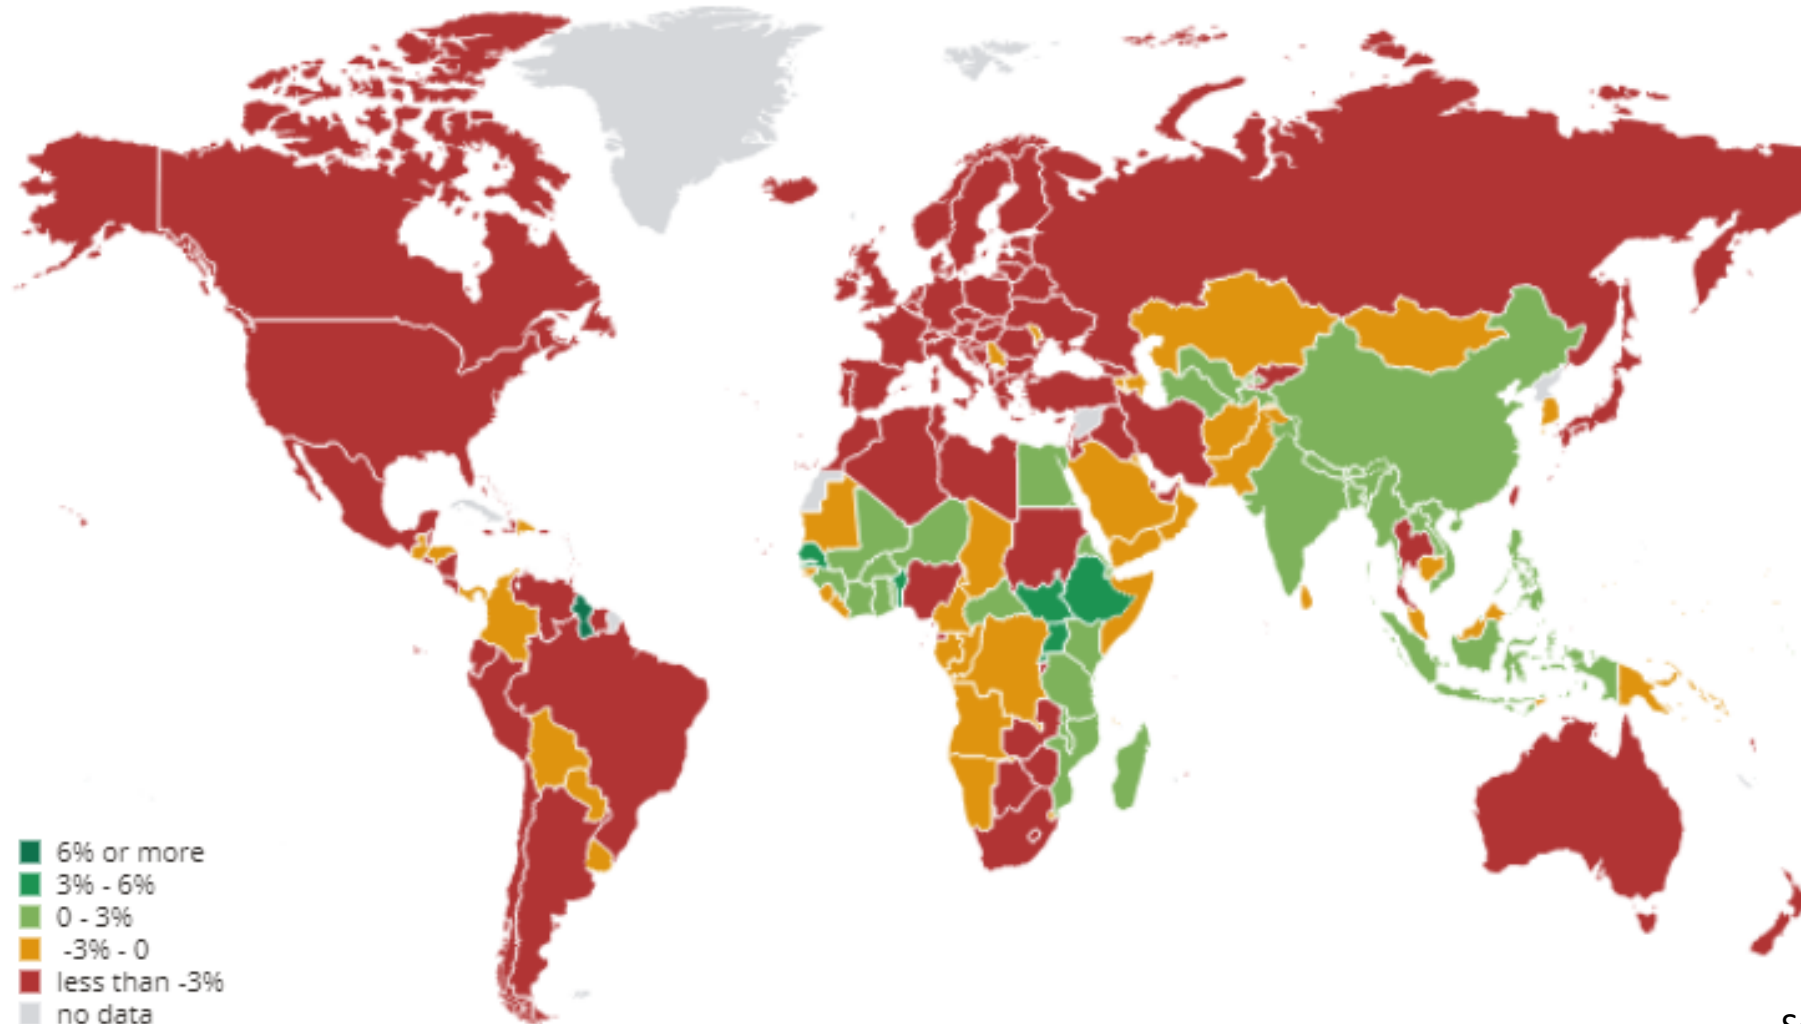 6% or more
3% - 6%
0 - 3%
-3% - 0
less than -3%
no data